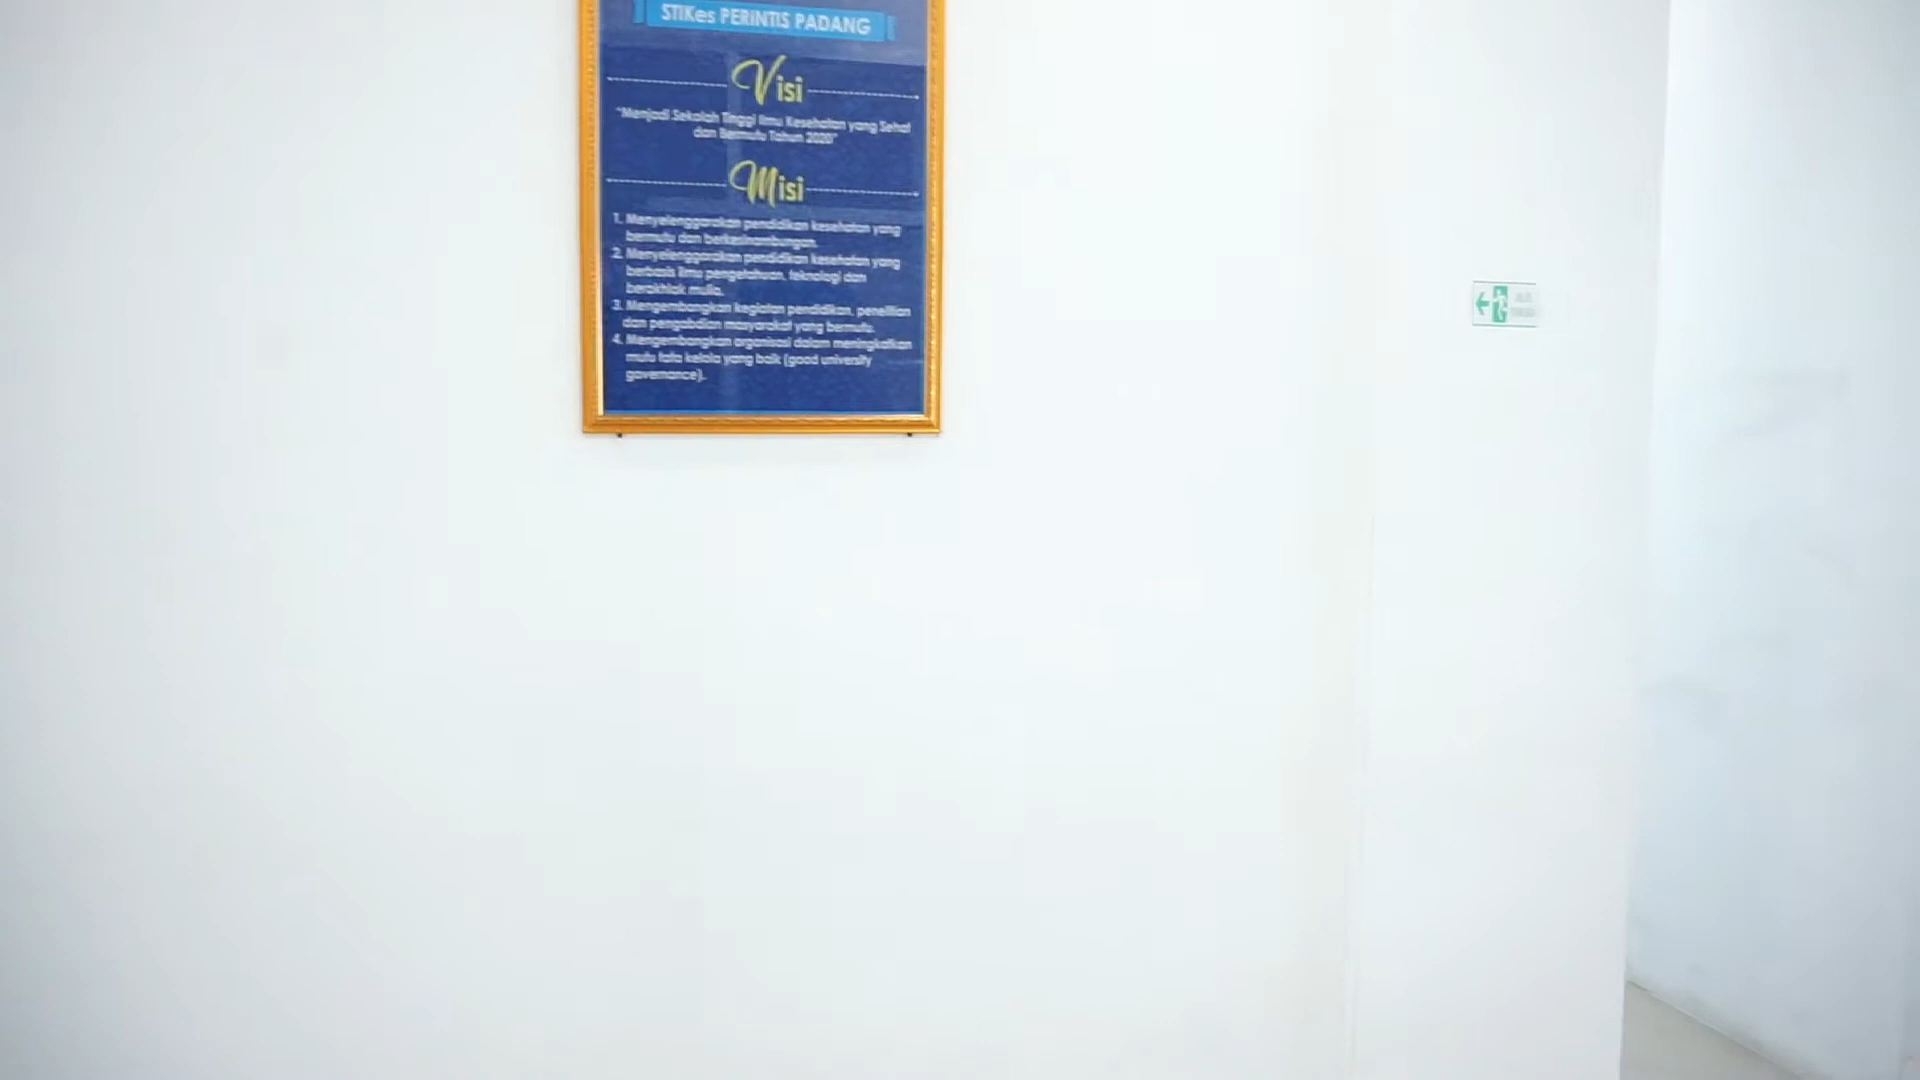 STIKes PERINTIS PADANG
Visi
"Menjadi Sekolah Tinggi Ilmu Kesehatan yang Sehat
dan Bermutu Tahun 2020"
Misi
1. Menyelenggarakan pendidikan kesehatan yang
bermutu dan berkesinambungan.
2. Menyelenggarakan pendidikan kesehatan yang
berbasis ilmu pengetahuan, teknologi dan
berakhlak mulia.
3. Mengembangkan kegiatan pendidikan, penelitian
dan pengabdian masyarakat yang bermutu.
4. Mengembangkan organisasi dalam meningkatkan
mutu tata kelola yang baik (good university
governance).